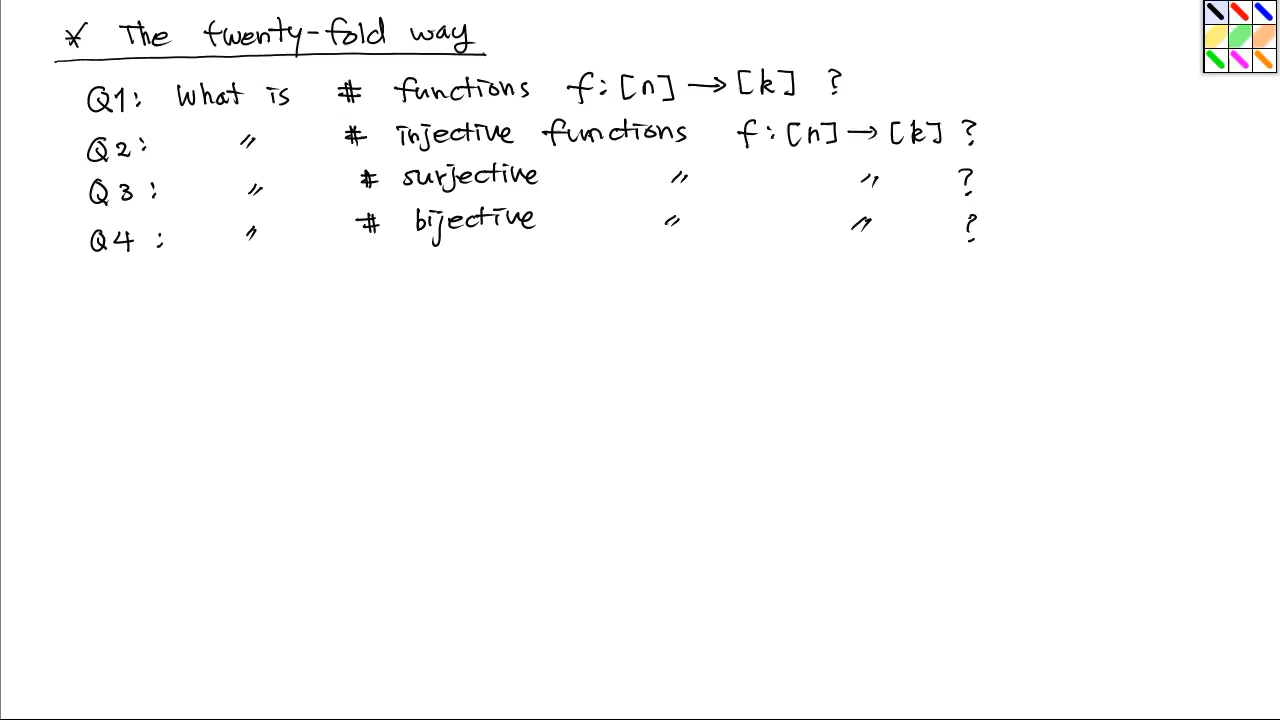 * The twenty-fold way
Q1: What is # functions f: [n] → [k] ?
Q2: 〃 # injective functions f: [n] → [k] ?
Q3: 〃 # surjective 〃 〃 ?
Q4: 〃 # bijective 〃 〃 ?